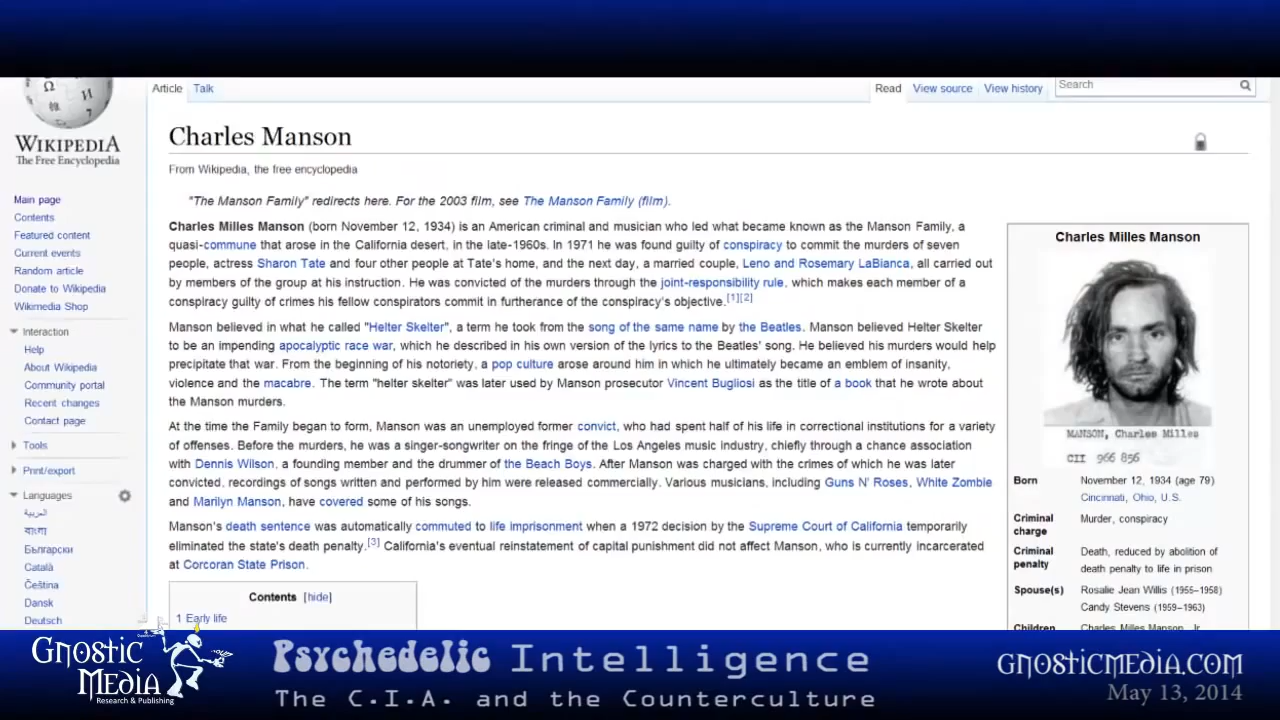 Article Talk
Read View source View history Search
WIKIPEDIA
The Free Encyclopedia
Main page
Contents
Featured content
Current events
Random article
Donate to Wikipedia
Wikimedia Shop
Interaction
Help
About Wikipedia
Community portal
Recent changes
Contact page
Tools
Print/export
Languages
العربية
বাংলা
Български
Català
Čeština
Dansk
Deutsch
Charles Manson
From Wikipedia, the free encyclopedia
"The Manson Family" redirects here. For the 2003 film, see The Manson Family (film).
Charles Milles Manson (born November 12, 1934) is an American criminal and musician who led what became known as the Manson Family, a
quasi-commune that arose in the California desert, in the late-1960s. In 1971 he was found guilty of conspiracy to commit the murders of seven
people, actress Sharon Tate and four other people at Tate's home, and the next day, a married couple, Leno and Rosemary LaBianca, all carried out
by members of the group at his instruction. He was convicted of the murders through the joint-responsibility rule, which makes each member of a
conspiracy guilty of crimes his fellow conspirators commit in furtherance of the conspiracy's objective.[1][2]
Manson believed in what he called "Helter Skelter", a term he took from the song of the same name by the Beatles. Manson believed Helter Skelter
to be an impending apocalyptic race war, which he described in his own version of the lyrics to the Beatles' song. He believed his murders would help
precipitate that war. From the beginning of his notoriety, a pop culture arose around him in which he ultimately became an emblem of insanity,
violence and the macabre. The term "helter skelter" was later used by Manson prosecutor Vincent Bugliosi as the title of a book that he wrote about
the Manson murders.
At the time the Family began to form, Manson was an unemployed former convict, who had spent half of his life in correctional institutions for a variety
of offenses. Before the murders, he was a singer-songwriter on the fringe of the Los Angeles music industry, chiefly through a chance association
with Dennis Wilson, a founding member and the drummer of the Beach Boys. After Manson was charged with the crimes of which he was later
convicted, recordings of songs written and performed by him were released commercially. Various musicians, including Guns N' Roses, White Zombie
and Marilyn Manson, have covered some of his songs.
Manson's death sentence was automatically commuted to life imprisonment when a 1972 decision by the Supreme Court of California temporarily
eliminated the state's death penalty.[3] California's eventual reinstatement of capital punishment did not affect Manson, who is currently incarcerated
at Corcoran State Prison.
Contents [hide]
1 Early life
Charles Milles Manson
MANSON, Charles Milles
CII 966 856
Born November 12, 1934 (age 79)
Cincinnati, Ohio, U.S.
Criminal charge Murder, conspiracy
Criminal penalty Death, reduced by abolition of
death penalty to life in prison
Spouse(s) Rosalie Jean Willis (1955–1958)
Candy Stevens (1959–1963)
Children Charles Milles Manson, Jr.
Gnostic Media
Research & Publishing
Psychedelic Intelligence
The C.I.A. and the Counterculture
GNOSTICMEDIA.COM
May 13, 2014